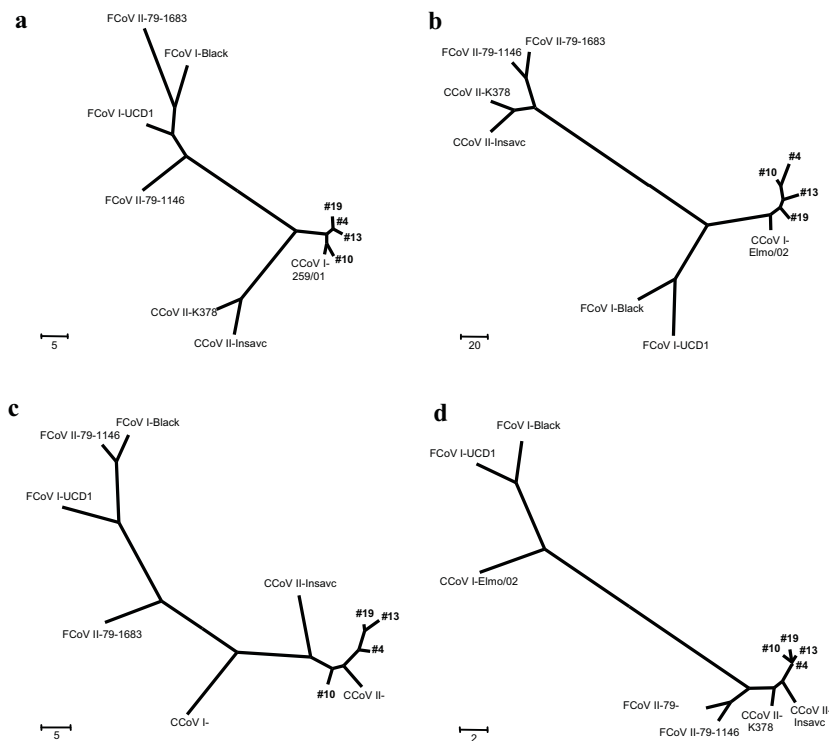 a
FCoV II-79-1683
FCoV I-Black
FCoV I-UCD1
FCoV II-79-1146
#19
#4
#13
CCoV I-
259/01
#10
CCoV II-K378
CCoV II-Insavc
5
b
FCoV II-79-1683
FCoV II-79-1146
CCoV II-K378
CCoV II-Insavc
#4
#10
#13
#19
CCoV I-
Elmo/02
FCoV I-Black
FCoV I-UCD1
20
c
FCoV I-Black
FCoV II-79-1146
FCoV I-UCD1
CCoV II-Insavc
#19
#13
FCoV II-79-1683
#4
#10
CCoV II-
CCoV I-
5
d
FCoV I-Black
FCoV I-UCD1
CCoV I-Elmo/02
#19
#10
#13
#4
FCoV II-79-
CCoV II-
K378
CCoV II-
Insavc
FCoV II-79-1146
2